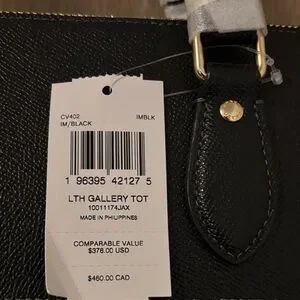 CV402 IMBLK
IM/BLACK
1 96395 42127 5
LTH GALLERY TOT
10011174JAX
MADE IN PHILIPPINES
COMPARABLE VALUE
$378.00 USD
$460.00 CAD